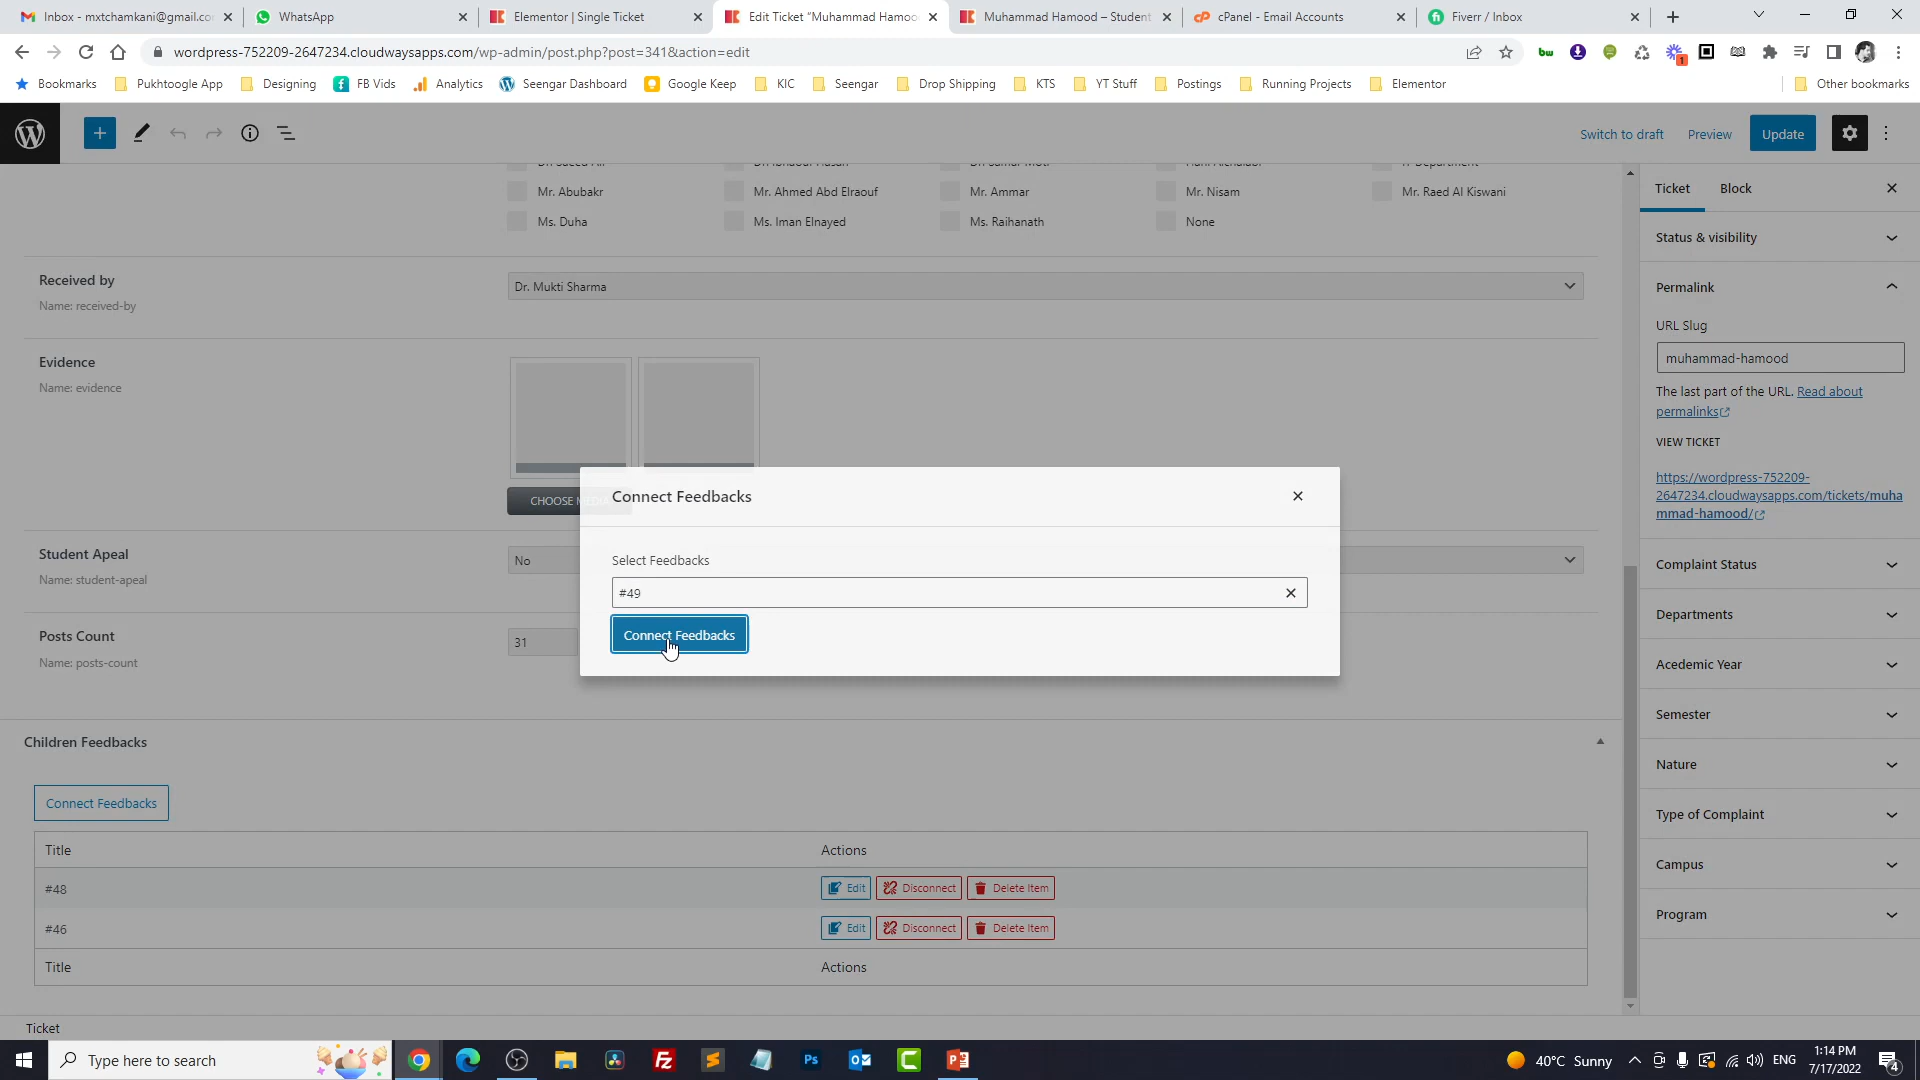 Inbox - mxtchamkani@gmail.co
WhatsApp
Elementor | Single Ticket
Edit Ticket “Muhammad Hamoo
Muhammad Hamood – Student
cPanel - Email Accounts
Fiverr / Inbox
wordpress-752209-2647234.cloudwaysapps.com/wp-admin/post.php?post=341&action=edit
Bookmarks
Pukhtoogle App
Designing
FB Vids
Analytics
Seengar Dashboard
Google Keep
KIC
Seengar
Drop Shipping
KTS
YT Stuff
Postings
Running Projects
Elementor
Other bookmarks
Switch to draft
Preview
Update
Mr. Abubakr
Mr. Ahmed Abd Elraouf
Mr. Ammar
Mr. Nisam
Mr. Raed Al Kiswani
Ms. Duha
Ms. Iman Elnayed
Ms. Raihanath
None
Received by
Name: received-by
Dr. Mukti Sharma
Evidence
Name: evidence
CHOOSE
Student Apeal
Name: student-apeal
No
Posts Count
Name: posts-count
31
Connect Feedbacks
Select Feedbacks
#49
Connect Feedbacks
Children Feedbacks
Connect Feedbacks
Title
Actions
#48
Edit
Disconnect
Delete Item
#46
Edit
Disconnect
Delete Item
Title
Actions
Ticket
Ticket
Block
Status & visibility
Permalink
URL Slug
muhammad-hamood
The last part of the URL. Read about
permalinks
VIEW TICKET
https://wordpress-752209-
2647234.cloudwaysapps.com/tickets/muha
mmad-hamood/
Complaint Status
Departments
Acedemic Year
Semester
Nature
Type of Complaint
Campus
Program
Type here to search
40°C Sunny
ENG
1:14 PM
7/17/2022
4